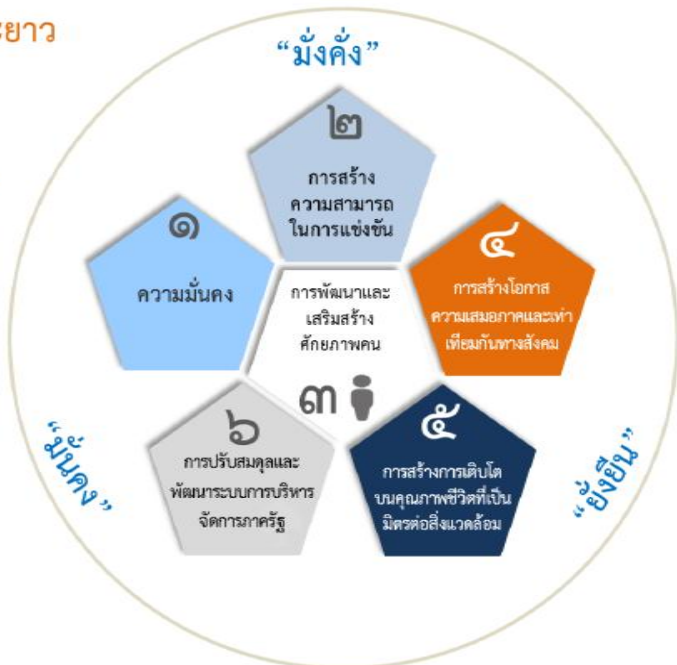 ะยาว
“มั่งคั่ง”
๒
การสร้าง
ความสามารถ
ในการแข่งขัน
๑
ความมั่นคง
๔
การสร้างโอกาส
ความเสมอภาคและเท่า
เทียมกันทางสังคม
การพัฒนาและ
เสริมสร้าง
ศักยภาพคน
๓
๖
การปรับสมดุลและ
พัฒนาระบบการบริหาร
จัดการภาครัฐ
๕
การสร้างการเติบโต
บนคุณภาพชีวิตที่เป็น
มิตรต่อสิ่งแวดล้อม
“มั่นคง”
“ยั่งยืน”